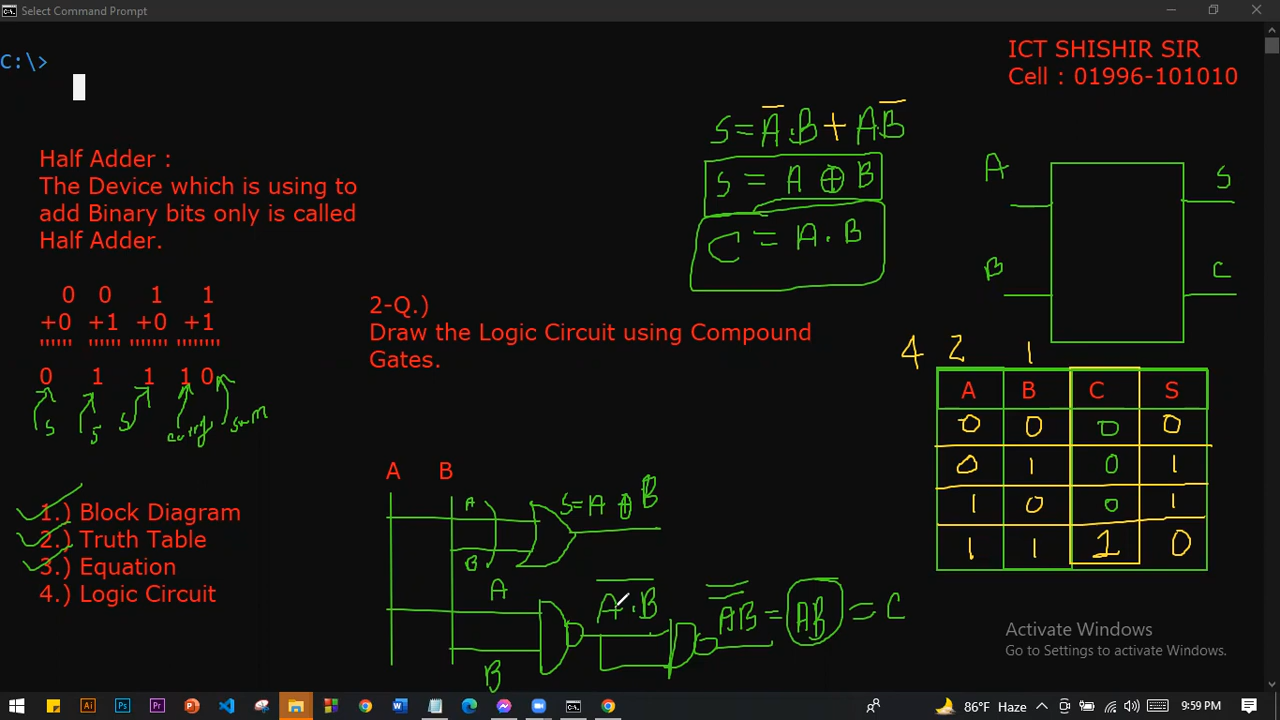 Select Command Prompt
C:\>
ICT SHISHIR SIR
Cell : 01996-101010
Half Adder :
The Device which is using to
add Binary bits only is called
Half Adder.
0 0 1 1
+0 +1 +0 +1
'''''' '''''' ''''''' ''''''''
0 1 1 1 0
S S S carry sum
1.) Block Diagram
2.) Truth Table
3.) Equation
4.) Logic Circuit
S = A̅.B + A.B̅
S = A ⊕ B
C = A . B
2-Q.)
Draw the Logic Circuit using Compound
Gates.
A B
A
B
S = A ⊕ B
A
B
A̅ ̅.̅ ̅B̅
A̿B̿ = AB = C
A S
B C
4 2 1
A B C S
0 0 0 0
0 1 0 1
1 0 0 1
1 1 1 0
Activate Windows
Go to Settings to activate Windows.
86°F Haze
9:59 PM